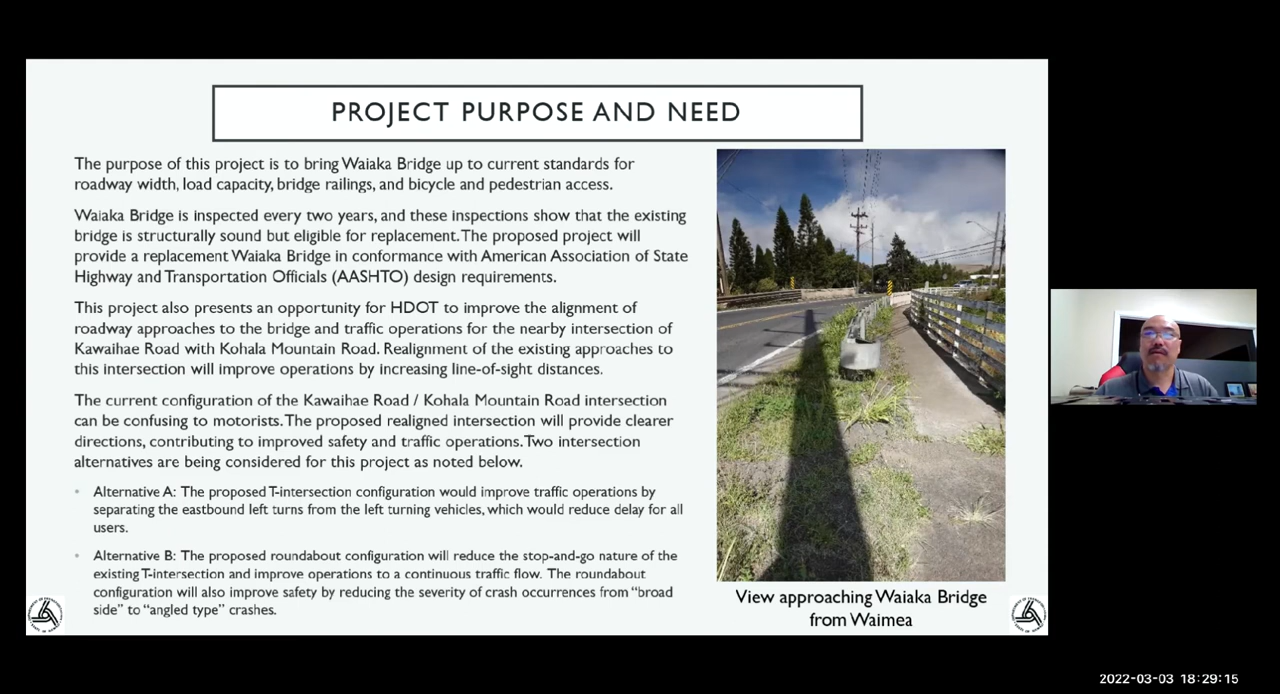 PROJECT PURPOSE AND NEED
The purpose of this project is to bring Waiaka Bridge up to current standards for
roadway width, load capacity, bridge railings, and bicycle and pedestrian access.
Waiaka Bridge is inspected every two years, and these inspections show that the existing
bridge is structurally sound but eligible for replacement. The proposed project will
provide a replacement Waiaka Bridge in conformance with American Association of State
Highway and Transportation Officials (AASHTO) design requirements.
This project also presents an opportunity for HDOT to improve the alignment of
roadway approaches to the bridge and traffic operations for the nearby intersection of
Kawaihae Road with Kohala Mountain Road. Realignment of the existing approaches to
this intersection will improve operations by increasing line-of-sight distances.
The current configuration of the Kawaihae Road / Kohala Mountain Road intersection
can be confusing to motorists. The proposed realigned intersection will provide clearer
directions, contributing to improved safety and traffic operations. Two intersection
alternatives are being considered for this project as noted below.
• Alternative A: The proposed T-intersection configuration would improve traffic operations by
separating the eastbound left turns from the left turning vehicles, which would reduce delay for all
users.
• Alternative B: The proposed roundabout configuration will reduce the stop-and-go nature of the
existing T-intersection and improve operations to a continuous traffic flow. The roundabout
configuration will also improve safety by reducing the severity of crash occurrences from “broad
side” to “angled type” crashes.
View approaching Waiaka Bridge
from Waimea
2022-03-03 18:29:15